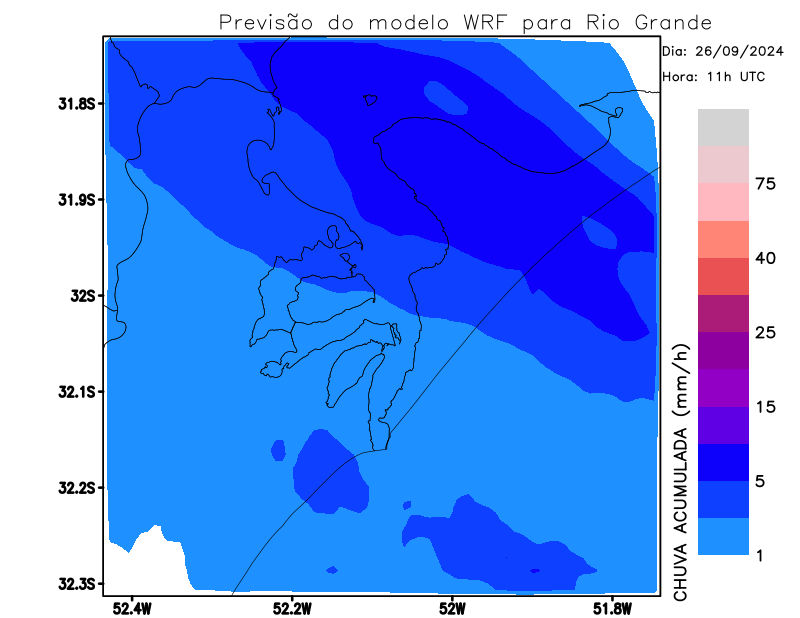 Previsão do modelo WRF para Rio Grande
Dia: 26/09/2024
Hora: 11h UTC
31.8S
31.9S
32S
32.1S
32.2S
32.3S
52.4W
52.2W
52W
51.8W
75
40
25
15
5
1
CHUVA ACUMULADA (mm/h)